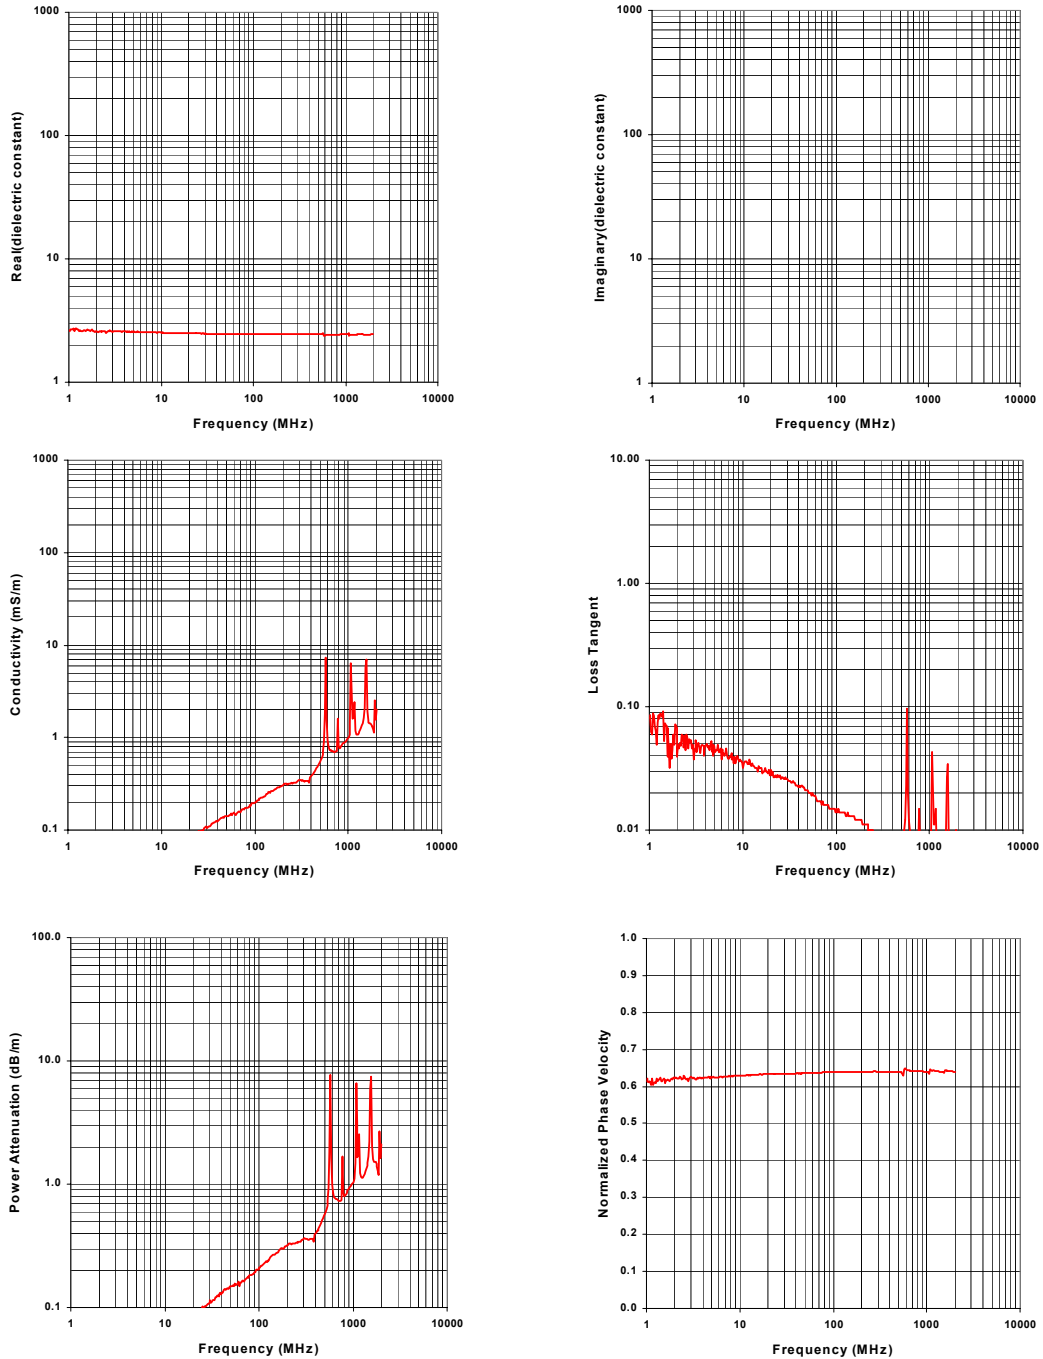 1000
100
10
1
1 10 100 1000 10000
Real(dielectric constant)
Frequency (MHz)
1000
100
10
1
1 10 100 1000 10000
Imaginary(dielectric constant)
Frequency (MHz)
1000
100
10
1
0.1
1 10 100 1000 10000
Conductivity (mS/m)
Frequency (MHz)
10.00
1.00
0.10
0.01
1 10 100 1000 10000
Loss Tangent
Frequency (MHz)
100.0
10.0
1.0
0.1
1 10 100 1000 10000
Power Attenuation (dB/m)
Frequency (MHz)
1.0
0.9
0.8
0.7
0.6
0.5
0.4
0.3
0.2
0.1
0.0
1 10 100 1000 10000
Normalized Phase Velocity
Frequency (MHz)